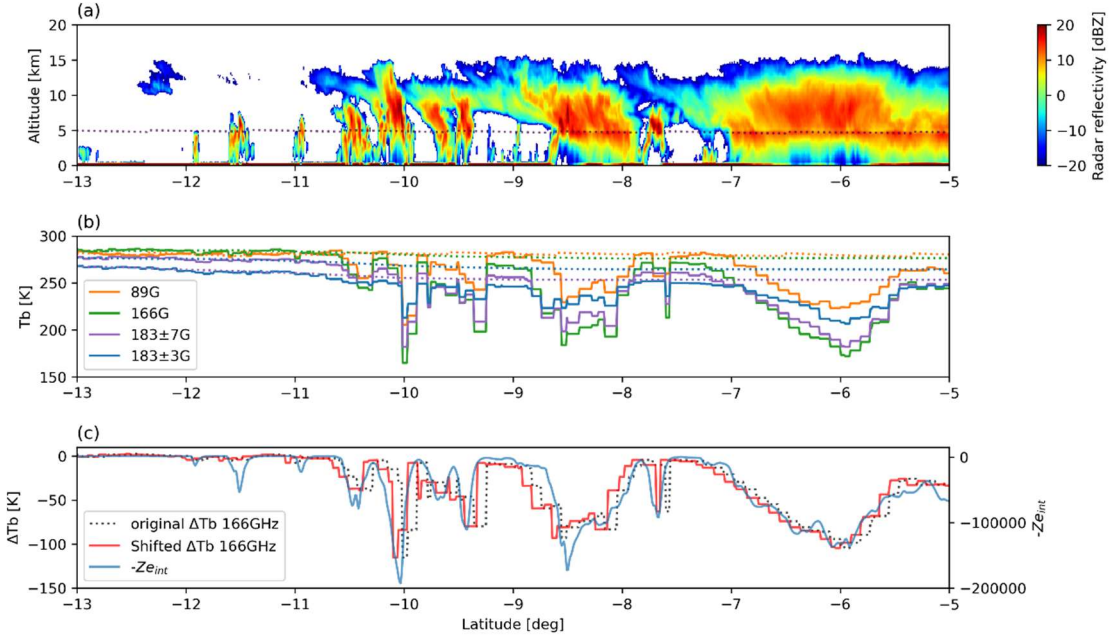 (a)
20
15
10
5
0
Altitude [km]
−13 −12 −11 −10 −9 −8 −7 −6 −5
20
10
0
−10
−20
Radar reflectivity [dBZ]
(b)
300
250
200
150
Tb [K]
89G
166G
183±7G
183±3G
−13 −12 −11 −10 −9 −8 −7 −6 −5
(c)
0
−50
−100
−150
ΔTb [K]
original ΔTb 166GHz
Shifted ΔTb 166GHz
-Ze_int
0
−100000
−200000
-Ze_int
−13 −12 −11 −10 −9 −8 −7 −6 −5
Latitude [deg]